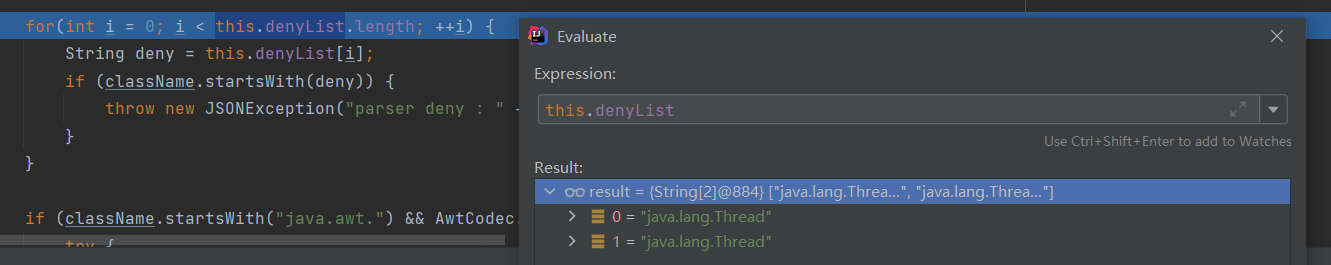 for(int i = 0; i < this.denyList.length; ++i) {
String deny = this.denyList[i];
if (className.startsWith(deny)) {
throw new JSONException("parser deny : " +
}
}
if (className.startsWith("java.awt.") && AwtCodec.
try {
Evaluate
Expression:
this.denyList
Use Ctrl+Shift+Enter to add to Watches
Result:
result = {String[2]@884} ["java.lang.Threa...", "java.lang.Threa..."]
0 = "java.lang.Thread"
1 = "java.lang.Thread"